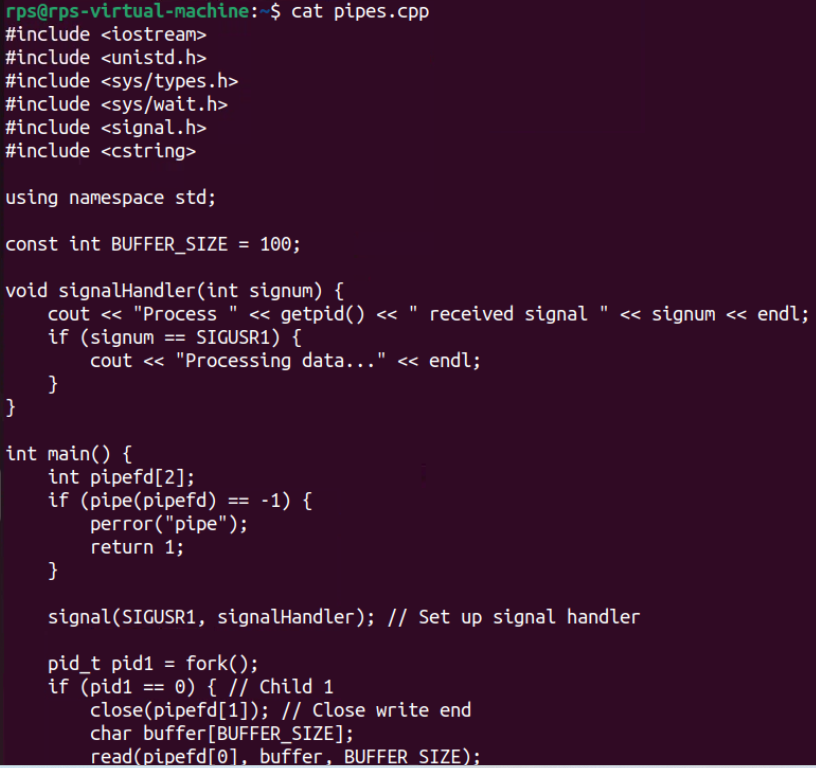 rps@rps-virtual-machine:~$ cat pipes.cpp
#include <iostream>
#include <unistd.h>
#include <sys/types.h>
#include <sys/wait.h>
#include <signal.h>
#include <cstring>

using namespace std;

const int BUFFER_SIZE = 100;

void signalHandler(int signum) {
    cout << "Process " << getpid() << " received signal " << signum << endl;
    if (signum == SIGUSR1) {
        cout << "Processing data..." << endl;
    }
}

int main() {
    int pipefd[2];
    if (pipe(pipefd) == -1) {
        perror("pipe");
        return 1;
    }

    signal(SIGUSR1, signalHandler); // Set up signal handler

    pid_t pid1 = fork();
    if (pid1 == 0) { // Child 1
        close(pipefd[1]); // Close write end
        char buffer[BUFFER_SIZE];
        read(pipefd[0], buffer, BUFFER_SIZE);